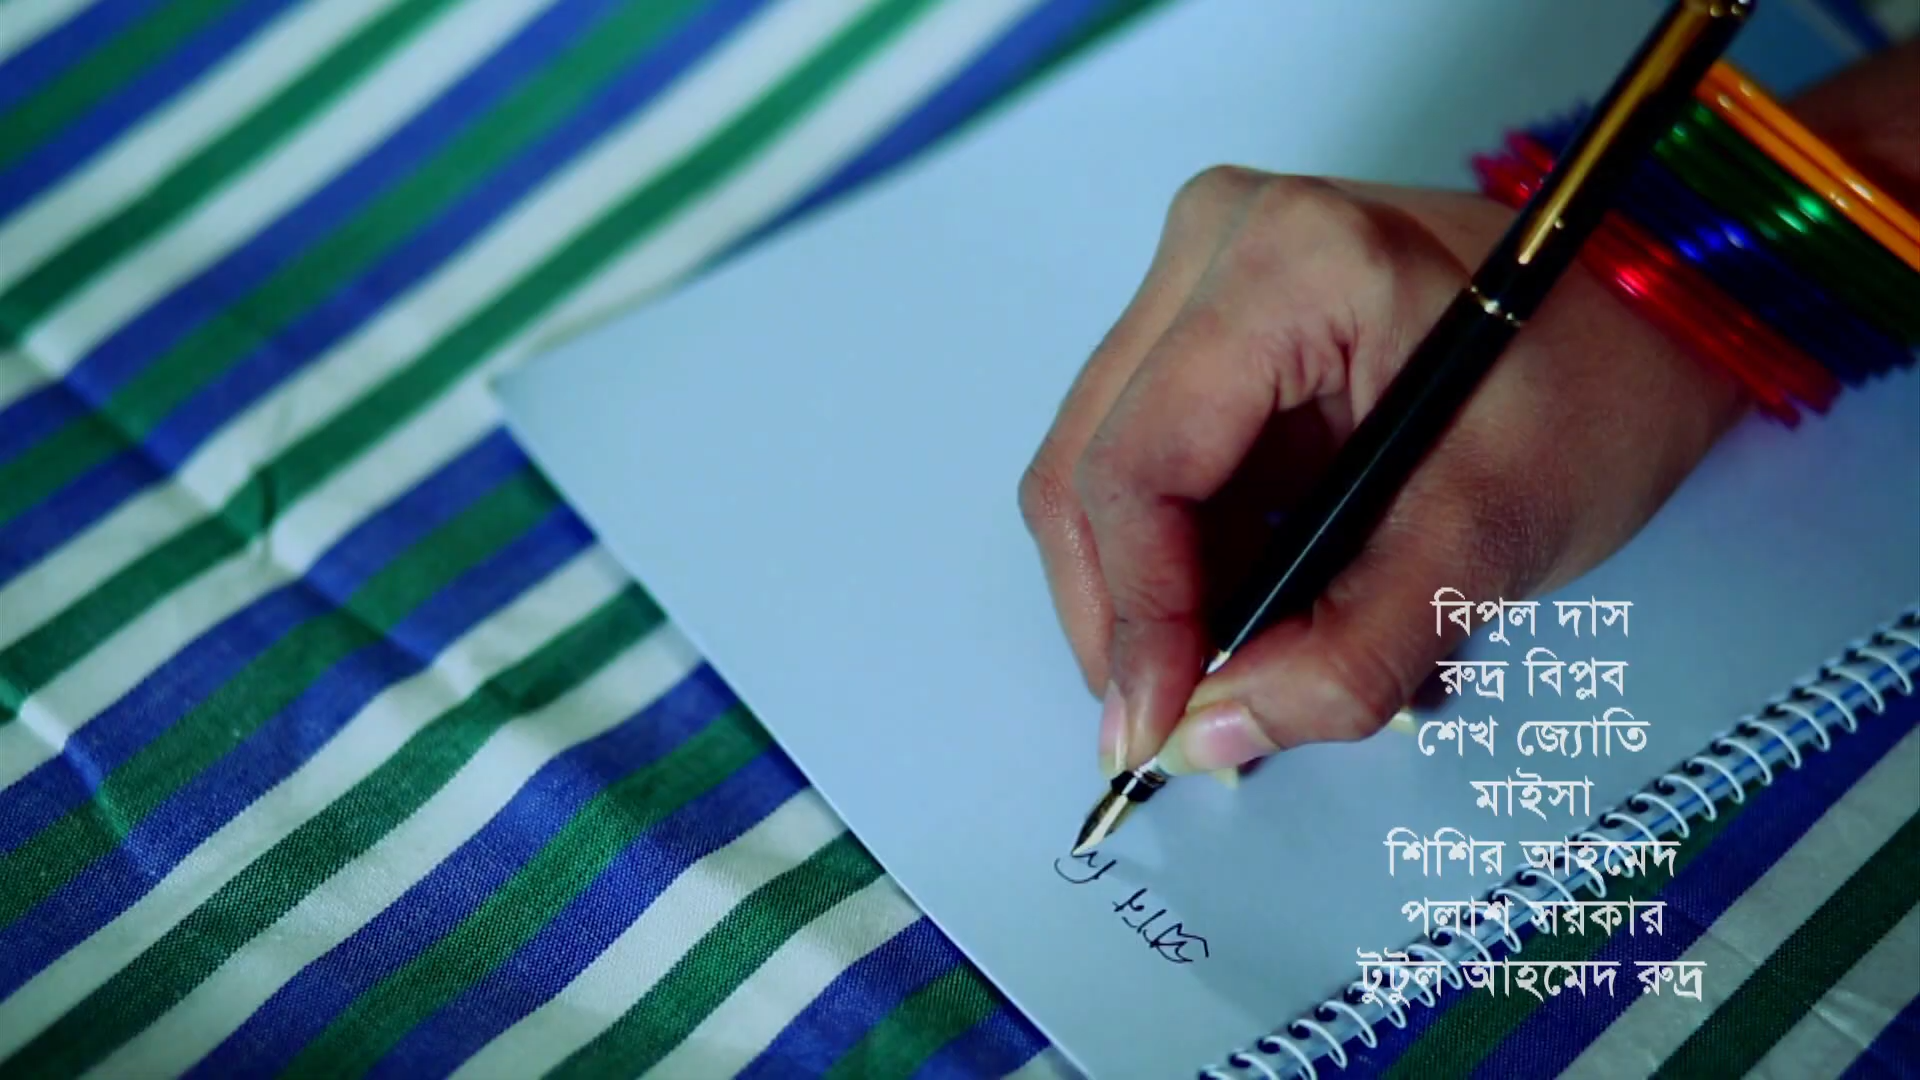 বিপুল দাস
রুদ্র বিপ্লব
শেখ জ্যোতি
মাইসা
শিশির আহমেদ
পলাশ সরকার
টুটুল আহমেদ রুদ্র